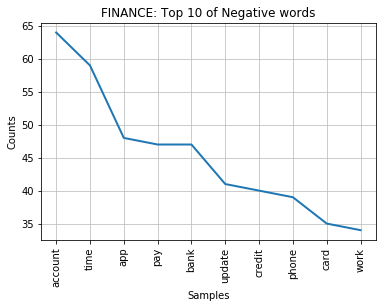 FINANCE: Top 10 of Negative words
65
60
55
50
45
40
35
Counts
account
time
app
pay
bank
update
credit
phone
card
work
Samples